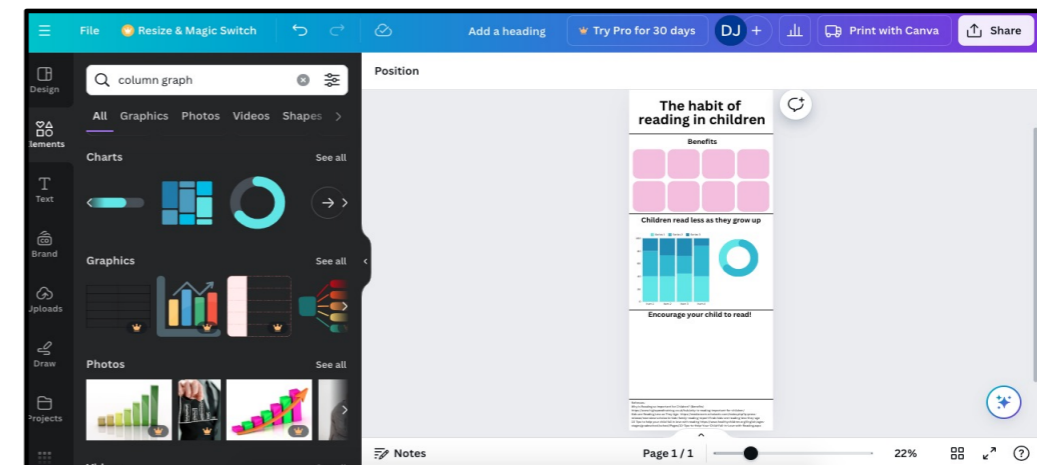 File
Resize & Magic Switch
Add a heading
Try Pro for 30 days
DJ
+
Print with Canva
Share
Design
Elements
Text
Brand
Uploads
Draw
Projects
column graph
All Graphics Photos Videos Shapes
Charts See all
Graphics See all
Photos See all
Position
The habit of
reading in children
Benefits
Children read less as they grow up
Encourage your child to read!
Notes
Page 1 / 1
22%